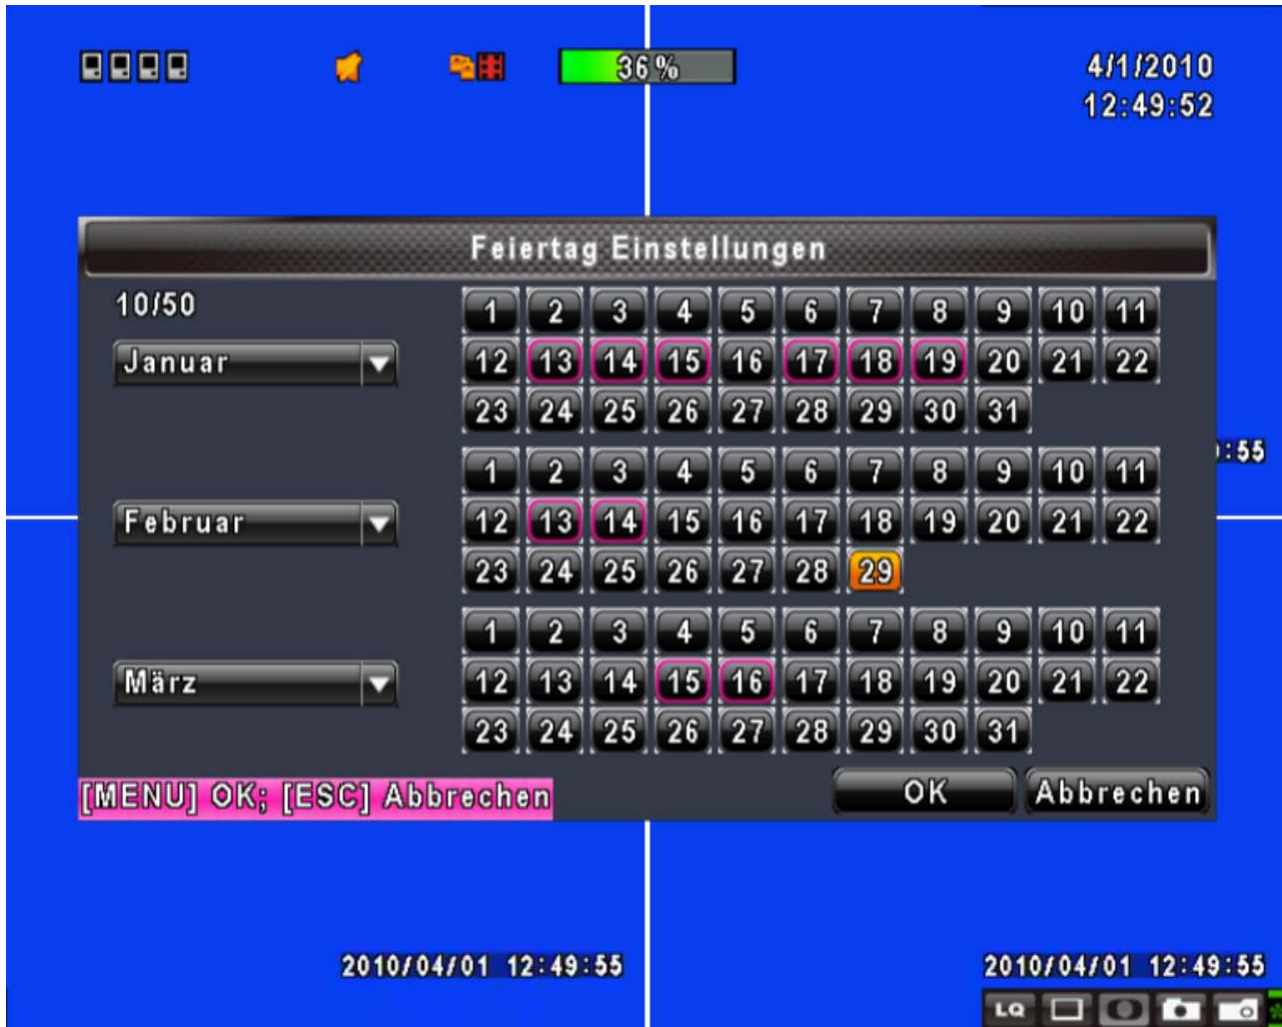 36%
4/1/2010
12:49:52
Feiertag Einstellungen
10/50
1 2 3 4 5 6 7 8 9 10 11
Januar
12 13 14 15 16 17 18 19 20 21 22
23 24 25 26 27 28 29 30 31
:55
1 2 3 4 5 6 7 8 9 10 11
Februar
12 13 14 15 16 17 18 19 20 21 22
23 24 25 26 27 28 29
1 2 3 4 5 6 7 8 9 10 11
März
12 13 14 15 16 17 18 19 20 21 22
23 24 25 26 27 28 29 30 31
[MENU] OK; [ESC] Abbrechen
OK
Abbrechen
2010/04/01 12:49:55
2010/04/01 12:49:55
LQ